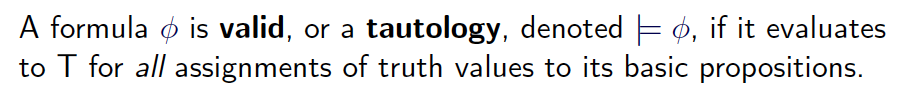 A formula ϕ is valid, or a tautology, denoted ⊨ ϕ, if it evaluates
to T for all assignments of truth values to its basic propositions.